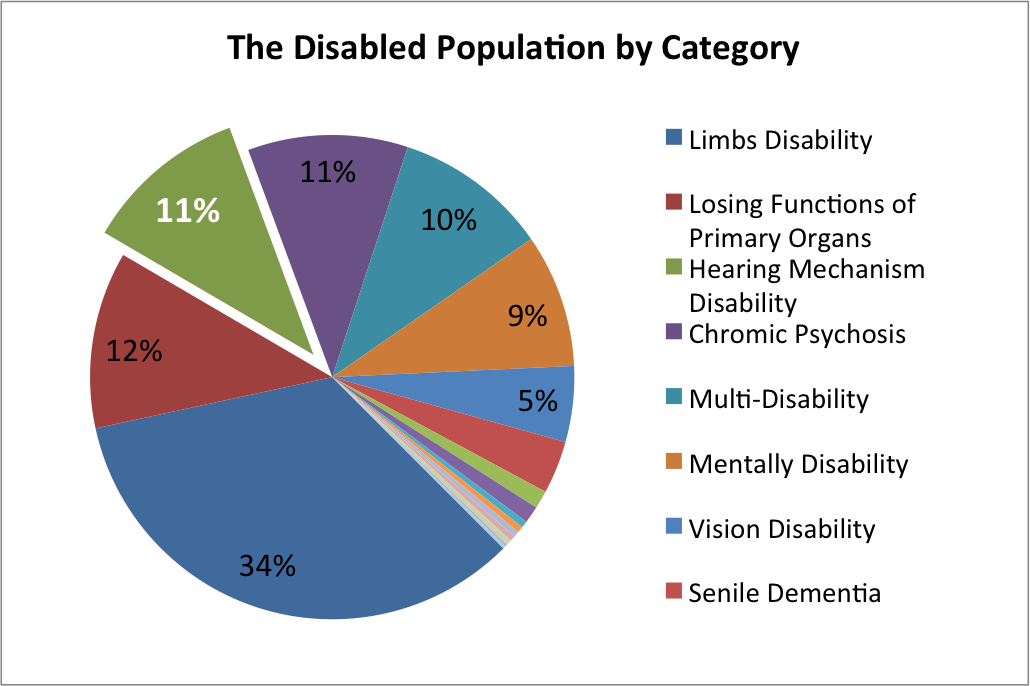 The Disabled Population by Category
11%
11%
10%
9%
5%
12%
34%
Limbs Disability
Losing Functions of
Primary Organs
Hearing Mechanism
Disability
Chromic Psychosis
Multi-Disability
Mentally Disability
Vision Disability
Senile Dementia